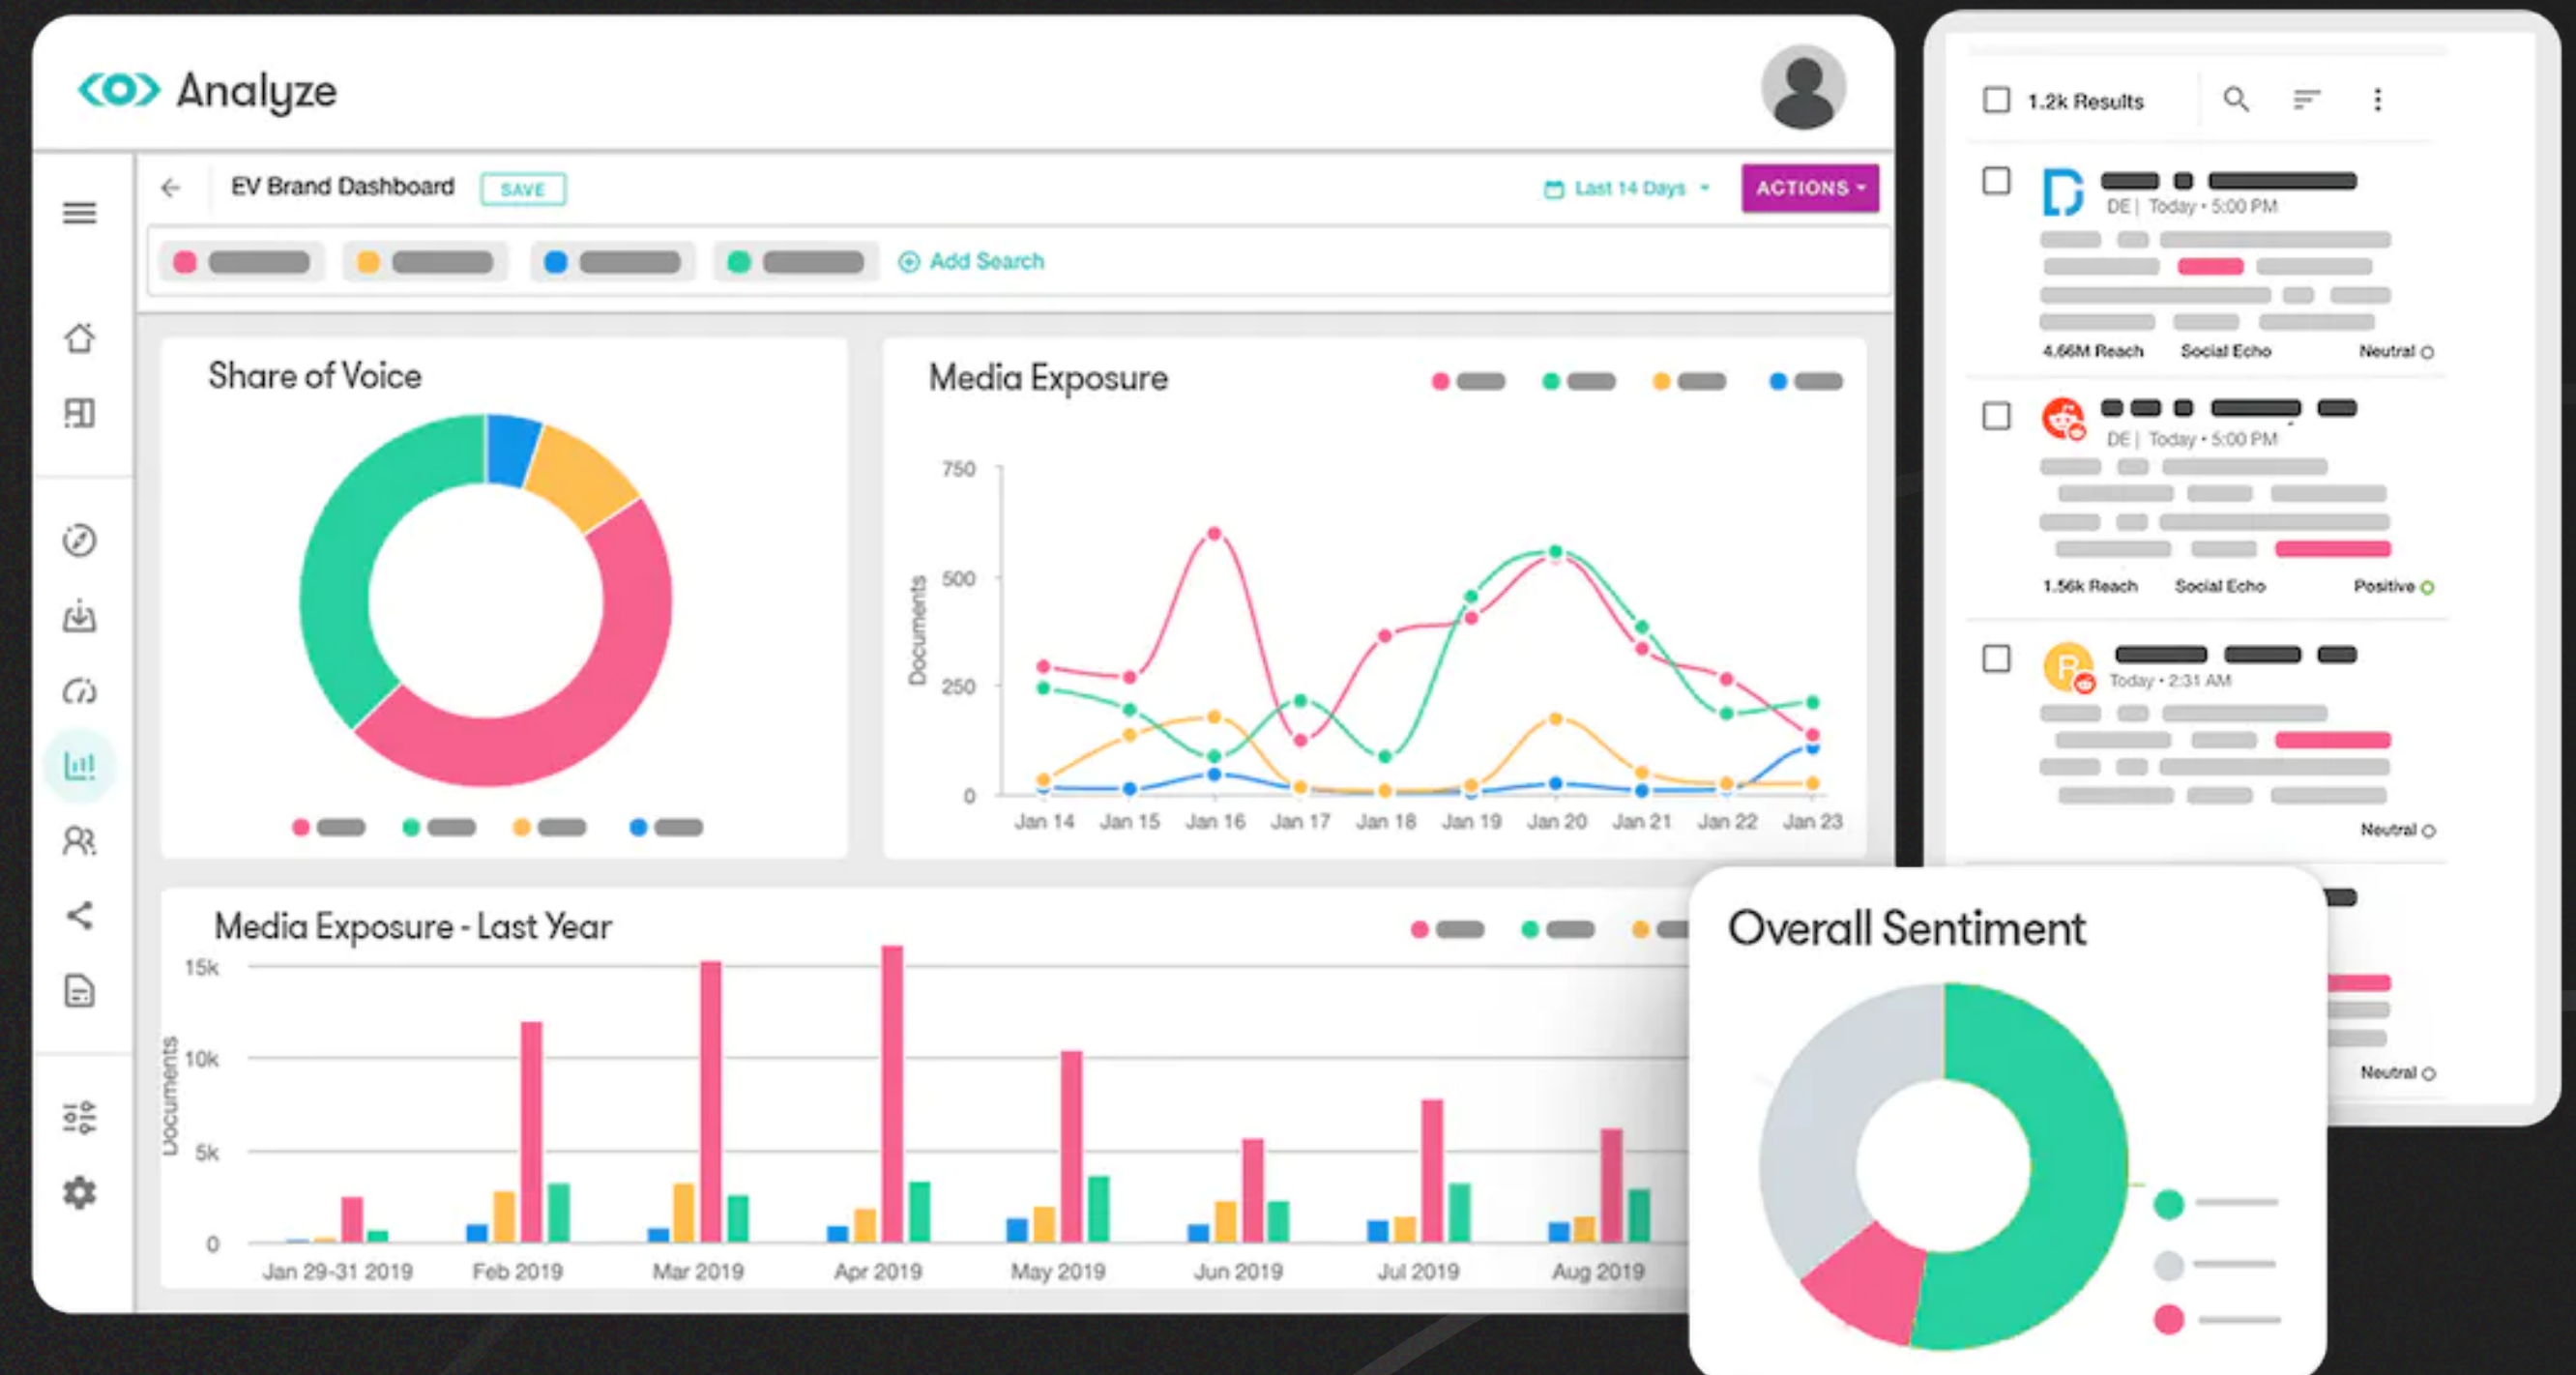 Analyze
EV Brand Dashboard SAVE Last 14 Days ACTIONS
Add Search
Share of Voice
Media Exposure
Documents
750
500
250
0
Jan 14 Jan 15 Jan 16 Jan 17 Jan 18 Jan 19 Jan 20 Jan 21 Jan 22 Jan 23
Media Exposure - Last Year
Documents
15k
10k
5k
0
Jan 29-31 2019 Feb 2019 Mar 2019 Apr 2019 May 2019 Jun 2019 Jul 2019 Aug 2019
1.2k Results
DE | Today • 5:00 PM
4.66M Reach Social Echo Neutral
DE | Today • 5:00 PM
1.56k Reach Social Echo Positive
R
Today • 2:31 AM
Neutral
Neutral
Overall Sentiment